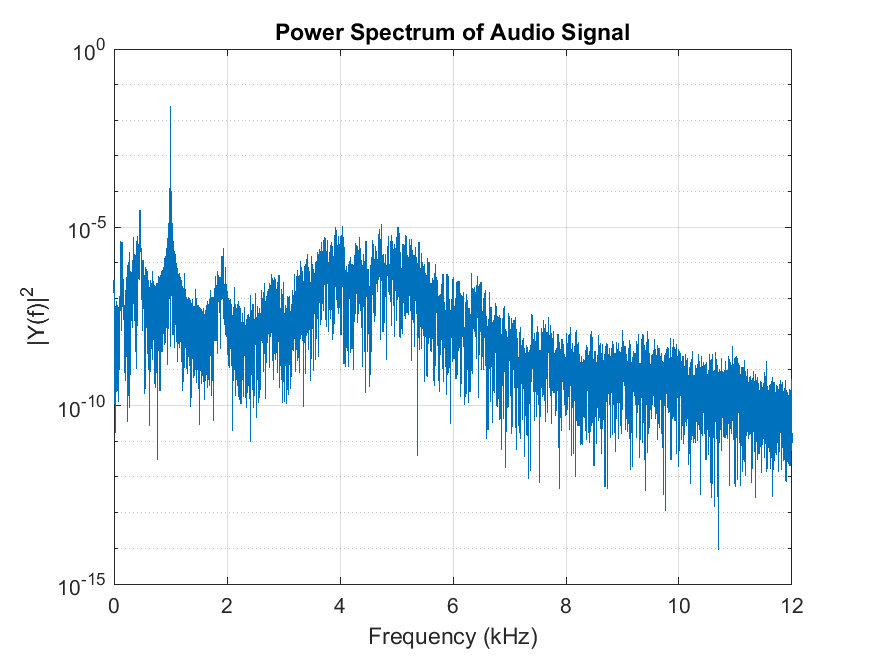 Power Spectrum of Audio Signal
10^0
10^-5
10^-10
10^-15
|Y(f)|^2
0 2 4 6 8 10 12
Frequency (kHz)